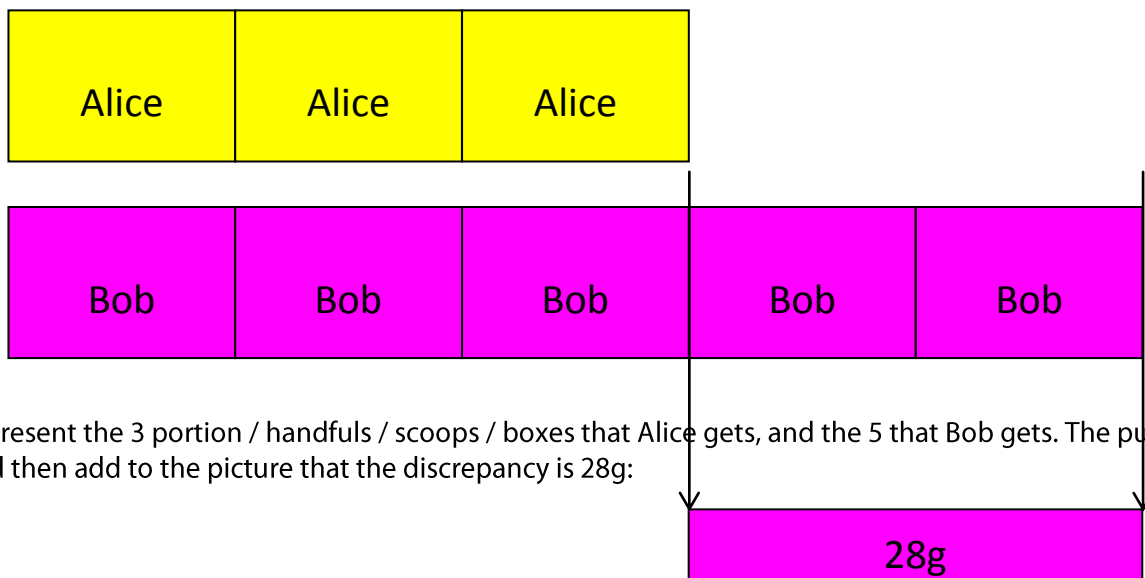 Alice Alice Alice
Bob Bob Bob Bob Bob
resent the 3 portion / handfuls / scoops / boxes that Alice gets, and the 5 that Bob gets. The pu
then add to the picture that the discrepancy is 28g:
28g